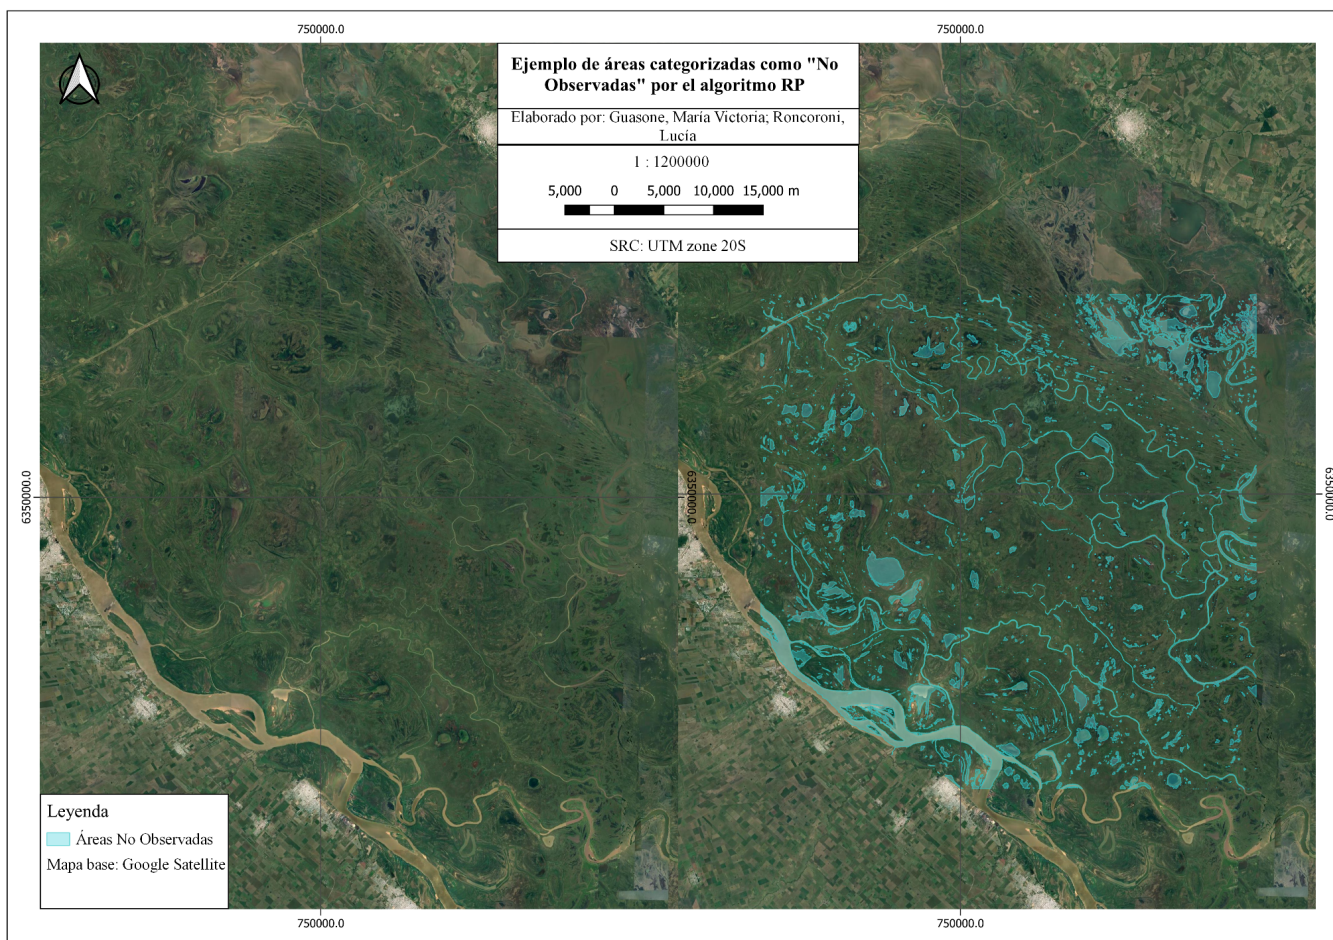 750000.0
750000.0
Ejemplo de áreas categorizadas como "No
Observadas" por el algoritmo RP
Elaborado por: Guasone, María Victoria; Roncoroni,
Lucía
1 : 1200000
5,000 0 5,000 10,000 15,000 m
SRC: UTM zone 20S
6350000.0
6350000.0
6350000.0
Leyenda
Áreas No Observadas
Mapa base: Google Satellite
750000.0
750000.0